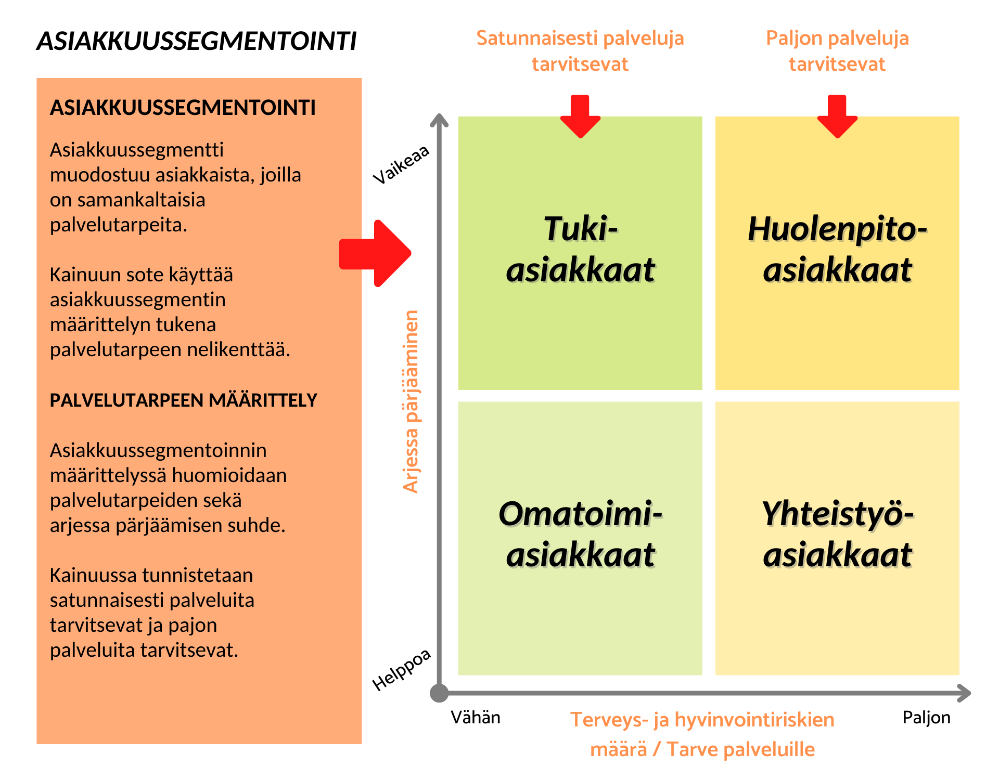 ASIAKKUUSSEGMENTOINTI
ASIAKKUUSSEGMENTOINTI
Asiakkuussegmentti
muodostuu asiakkaista, joilla
on samankaltaisia
palvelutarpeita.
Kainuun sote käyttää
asiakkuussegmentin
määrittelyn tukena
palvelutarpeen nelikenttää.
PALVELUTARPEEN MÄÄRITTELY
Asiakkuussegmentoinnin
määrittelyssä huomioidaan
palvelutarpeiden sekä
arjessa pärjäämisen suhde.
Kainuussa tunnistetaan
satunnaisesti palveluita
tarvitsevat ja pajon
palveluita tarvitsevat.
Satunnaisesti palveluja
tarvitsevat
Paljon palveluja
tarvitsevat
Vaikeaa
Arjessa pärjääminen
Helppoa
Tuki-
asiakkaat
Huolenpito-
asiakkaat
Omatoimi-
asiakkaat
Yhteistyö-
asiakkaat
Vähän
Terveys- ja hyvinvointiriskien
määrä / Tarve palveluille
Paljon